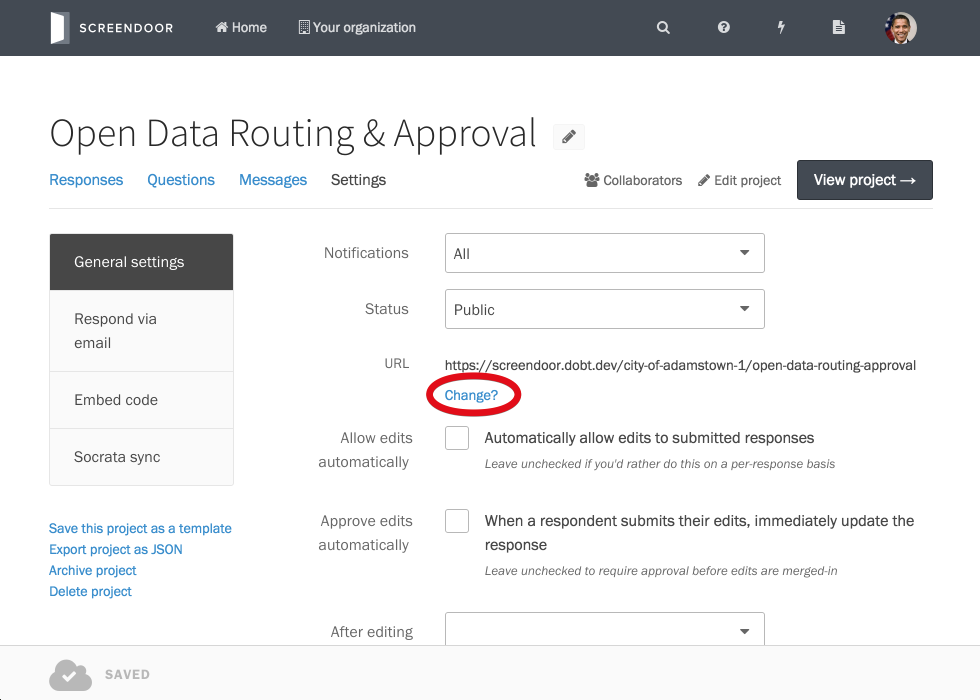 SCREENDOOR
Home
Your organization
Open Data Routing & Approval
Responses
Questions
Messages
Settings
Collaborators
Edit project
View project →
General settings
Respond via
email
Embed code
Socrata sync
Save this project as a template
Export project as JSON
Archive project
Delete project
Notifications
All
Status
Public
URL
https://screendoor.dobt.dev/city-of-adamstown-1/open-data-routing-approval
Change?
Allow edits
automatically
Automatically allow edits to submitted responses
Leave unchecked if you'd rather do this on a per-response basis
Approve edits
automatically
When a respondent submits their edits, immediately update the
response
Leave unchecked to require approval before edits are merged-in
After editing
SAVED